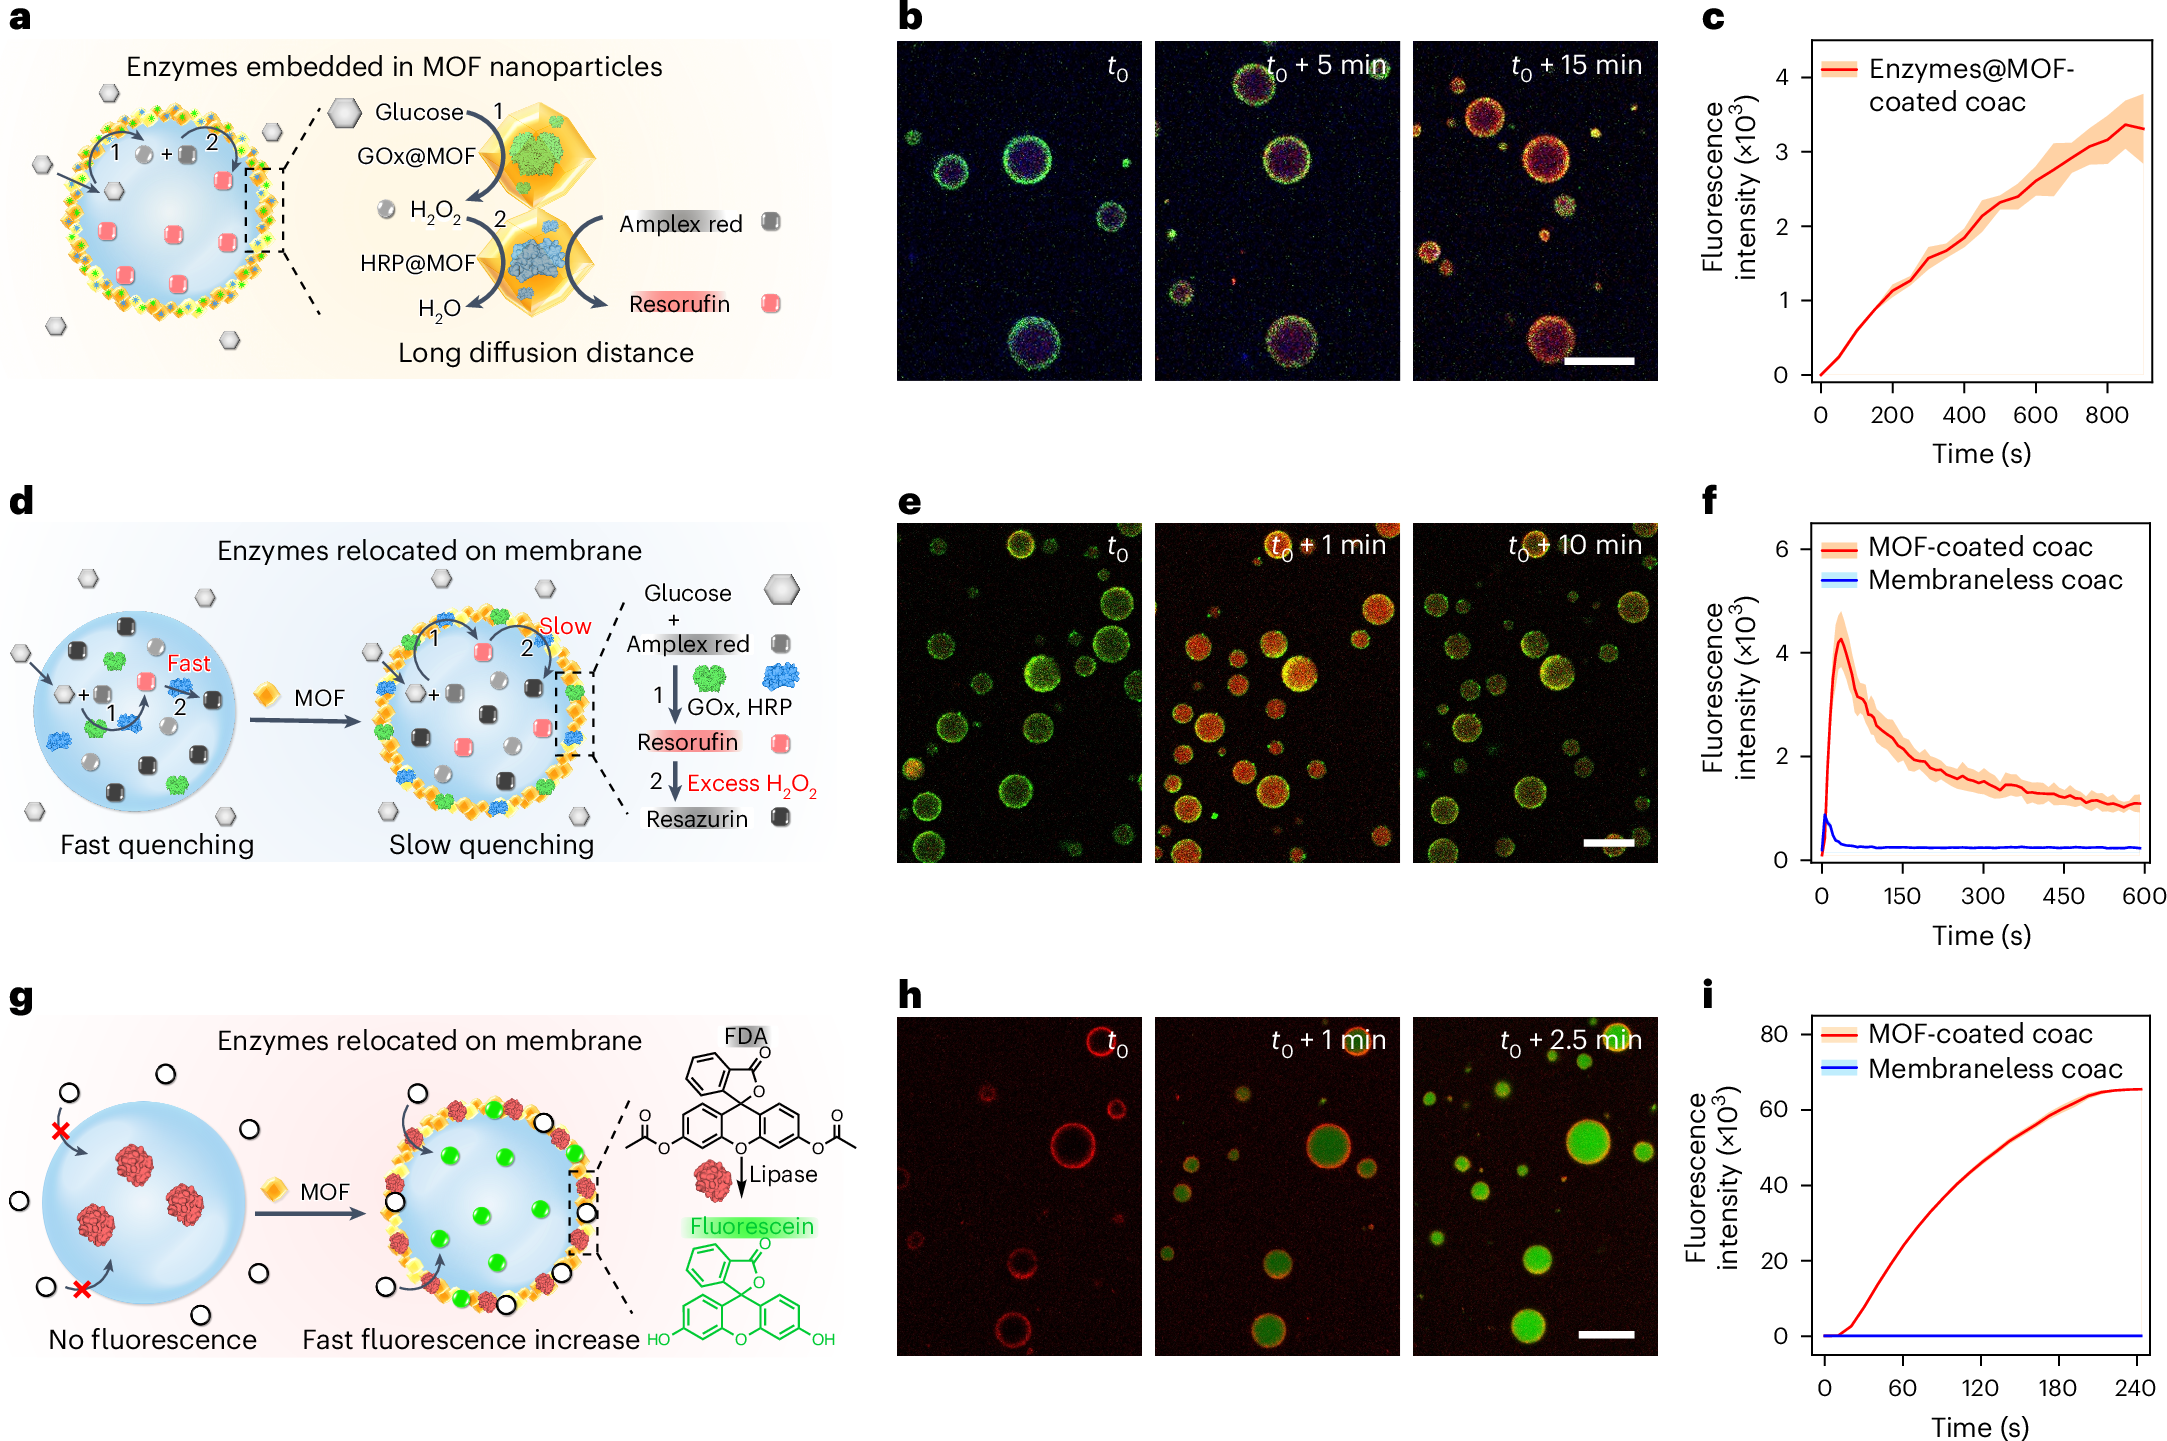 a
Enzymes embedded in MOF nanoparticles
1
2
+
Glucose
1
GOx@MOF
H₂O₂
2
Amplex red
HRP@MOF
H₂O
Resorufin
Long diffusion distance
b
t₀
t₀ + 5 min
t₀ + 15 min
c
Enzymes@MOF-
coated coac
Fluorescence
intensity (×10³)
4
3
2
1
0
0 200 400 600 800
Time (s)
d
Enzymes relocated on membrane
Fast
+
1
2
MOF
Slow
1
2
+
Glucose
+
Amplex red
1
GOx, HRP
Resorufin
2
Excess H₂O₂
Resazurin
Fast quenching
Slow quenching
e
t₀
t₀ + 1 min
t₀ + 10 min
f
MOF-coated coac
Membraneless coac
Fluorescence
intensity (×10³)
6
4
2
0
0 150 300 450 600
Time (s)
g
Enzymes relocated on membrane
MOF
FDA
O
O
O
O
O
O
O
Lipase
Fluorescein
O
O
HO
O
OH
No fluorescence
Fast fluorescence increase
h
t₀
t₀ + 1 min
t₀ + 2.5 min
i
MOF-coated coac
Membraneless coac
Fluorescence
intensity (×10³)
80
60
40
20
0
0 60 120 180 240
Time (s)